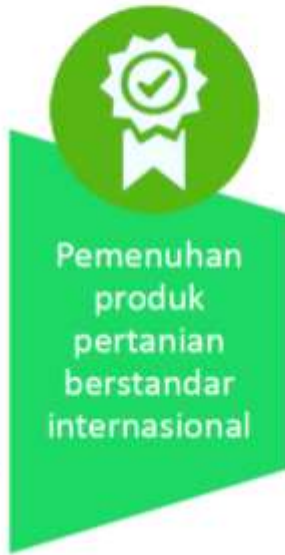 Pemenuhan
produk
pertanian
berstandar
internasional